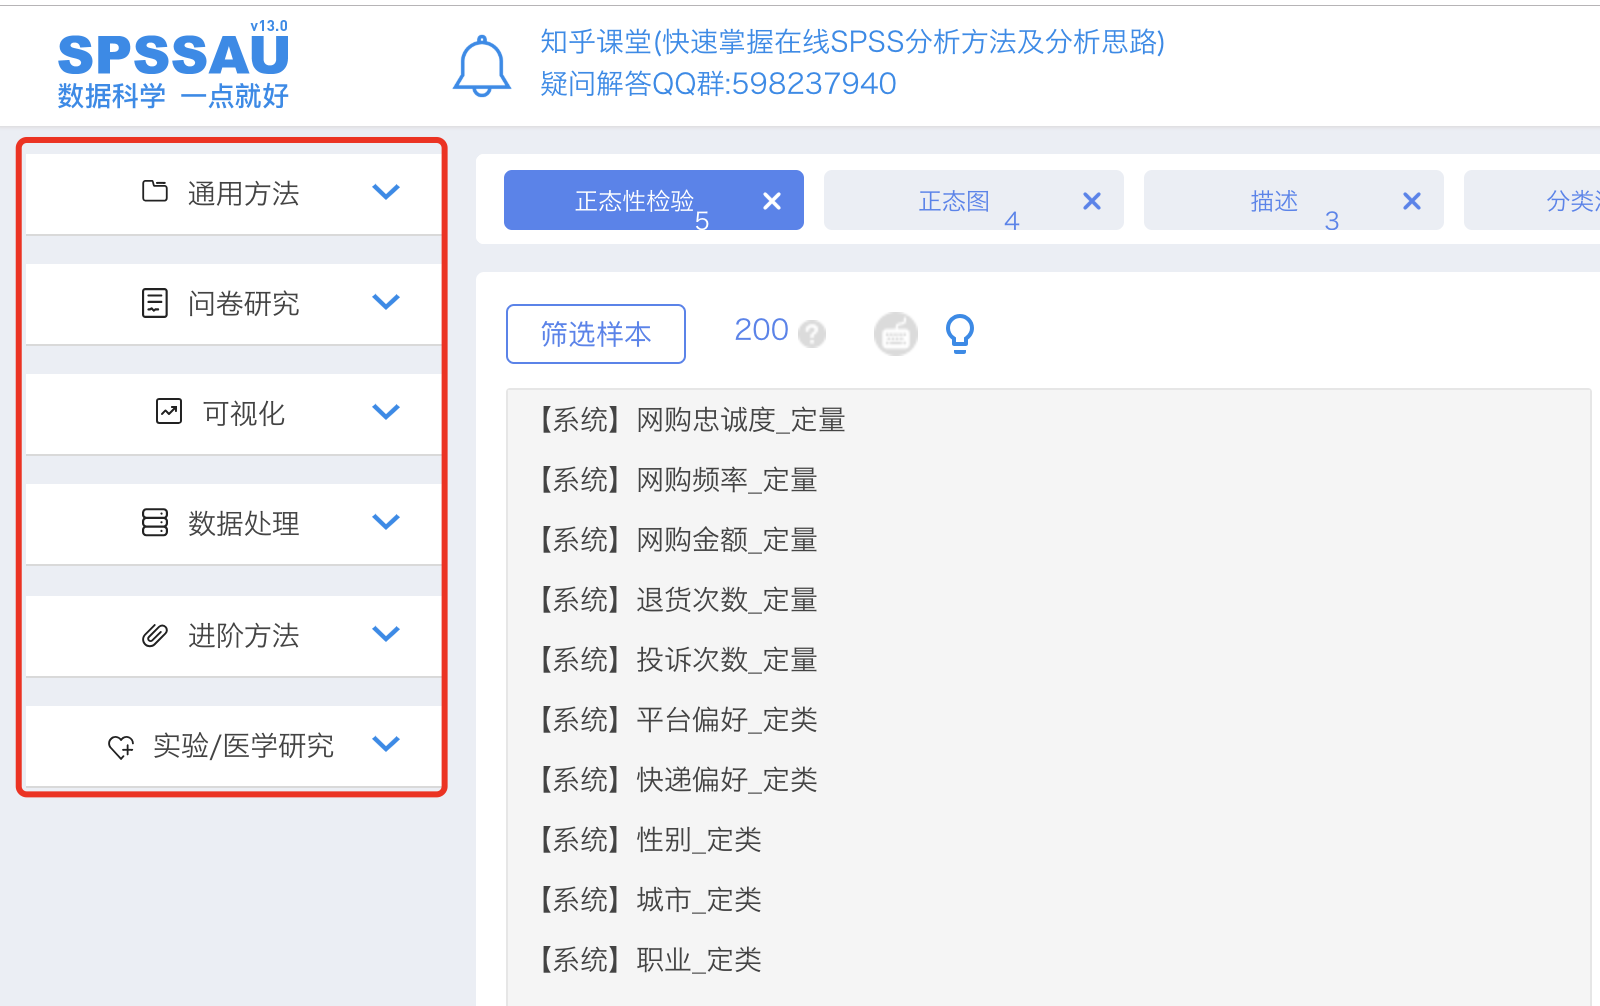 v13.0
SPSSAU
数据科学 一点就好
知乎课堂(快速掌握在线SPSS分析方法及分析思路)
疑问解答QQ群:598237940
通用方法
问卷研究
可视化
数据处理
进阶方法
实验/医学研究
正态性检验 5
正态图 4
描述 3
分类
筛选样本
200 ?
【系统】网购忠诚度_定量
【系统】网购频率_定量
【系统】网购金额_定量
【系统】退货次数_定量
【系统】投诉次数_定量
【系统】平台偏好_定类
【系统】快递偏好_定类
【系统】性别_定类
【系统】城市_定类
【系统】职业_定类